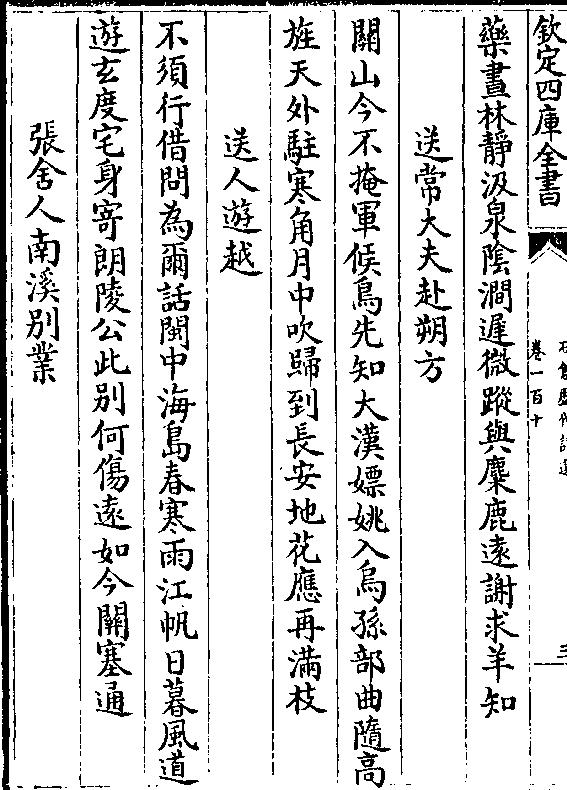 欽定四庫全書
卷一百十
三
藥晝林靜汲泉陰澗遲微蹤與麋鹿遠謝求羊知
送常大夫赴朔方
關山今不掩軍候鳥先知大漢嫖姚入烏孫部曲隨高
旌天外駐寒角月中吹歸到長安地花應再滿枝
送人遊越
不須行借問為爾話閩中海島春寒雨江帆日暮風道
遊玄度宅身寄朗陵公此別何傷遠如今關塞通
張舍人南溪別業